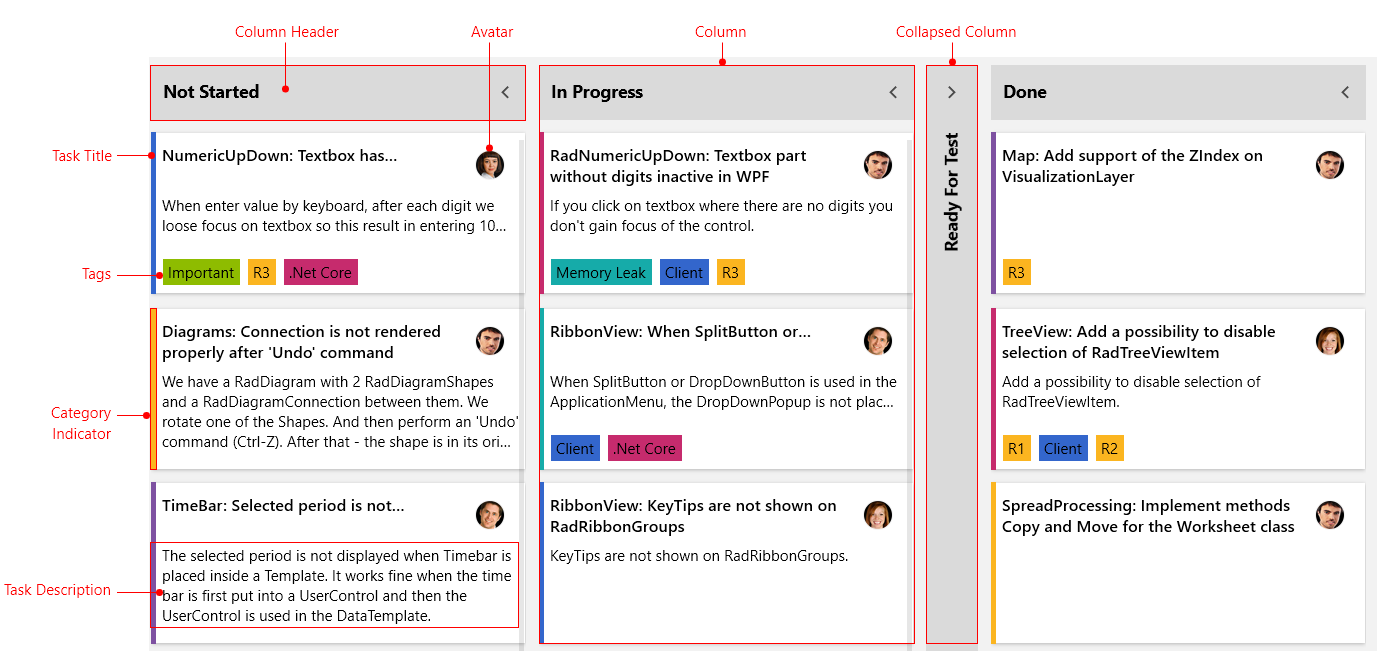 Column Header
Avatar
Column
Collapsed Column
Not Started
In Progress
Ready For Test
Done
Task Title
NumericUpDown: Textbox has...
When enter value by keyboard, after each digit we
loose focus on textbox so this result in entering 10...
Tags
Important R3 .Net Core
Diagrams: Connection is not rendered
properly after 'Undo' command
We have a RadDiagram with 2 RadDiagramShapes
and a RadDiagramConnection between them. We
rotate one of the Shapes. And then perform an 'Undo'
command (Ctrl-Z). After that - the shape is in its ori...
Category
Indicator
TimeBar: Selected period is not...
The selected period is not displayed when Timebar is
placed inside a Template. It works fine when the time
bar is first put into a UserControl and then the
UserControl is used in the DataTemplate.
Task Description
RadNumericUpDown: Textbox part
without digits inactive in WPF
If you click on textbox where there are no digits you
don't gain focus of the control.
Memory Leak Client R3
RibbonView: When SplitButton or...
When SplitButton or DropDownButton is used in the
ApplicationMenu, the DropDownPopup is not plac...
Client .Net Core
RibbonView: KeyTips are not shown on
RadRibbonGroups
KeyTips are not shown on RadRibbonGroups.
Map: Add support of the ZIndex on
VisualizationLayer
R3
TreeView: Add a possibility to disable
selection of RadTreeViewItem
Add a possibility to disable selection of
RadTreeViewItem.
R1 Client R2
SpreadProcessing: Implement methods
Copy and Move for the Worksheet class